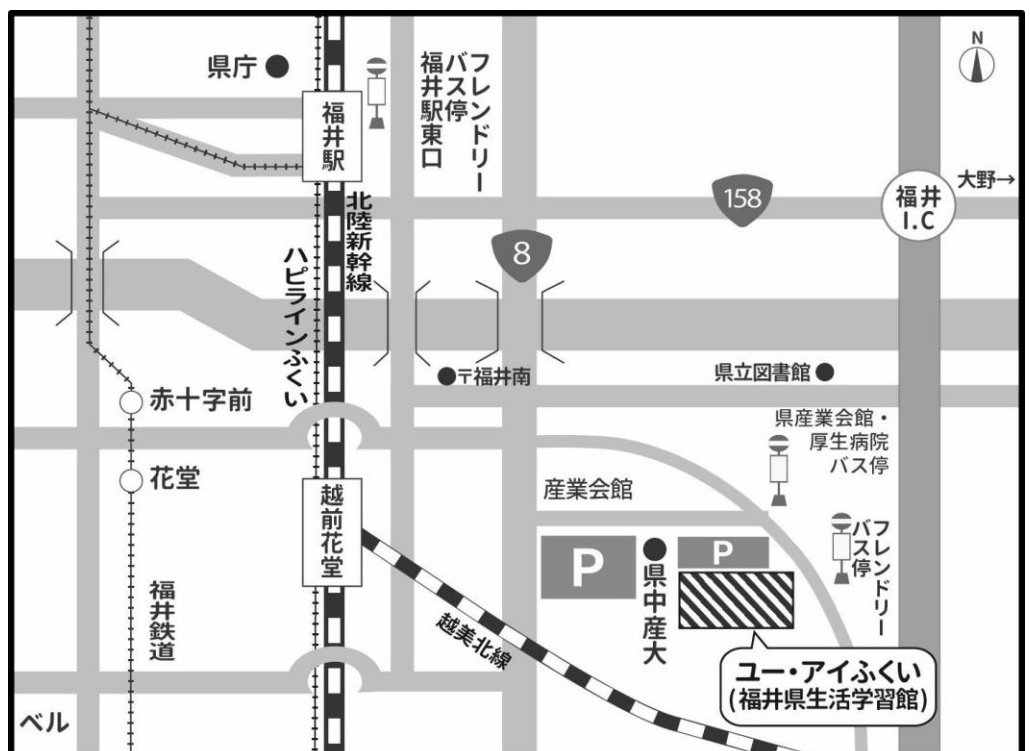 県庁
福井駅
フレンドリー
バス停
福井駅東口
N
大野→
158
福井
I.C
8
北陸新幹線
ハピラインふくい
〒福井南
県立図書館
赤十字前
県産業会館・
厚生病院
バス停
花堂
産業会館
越前花堂
P
P
県中産大
フレンドリー
バス停
福井鉄道
越美北線
ユー・アイふくい
(福井県生活学習館)
ベル